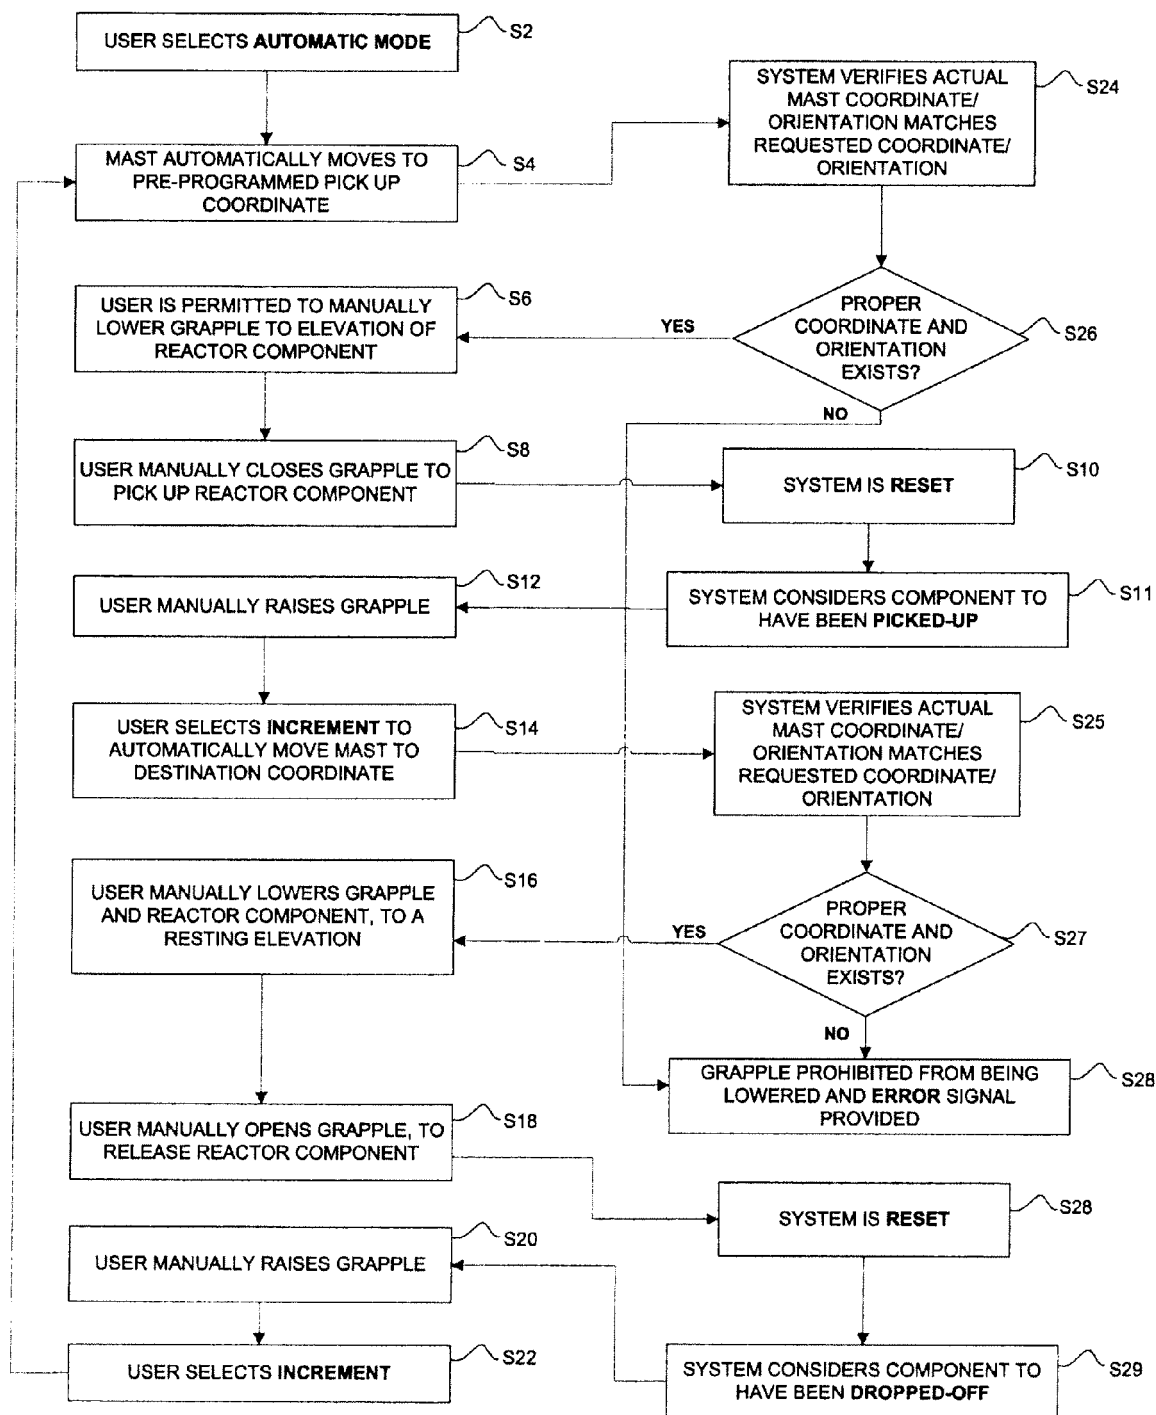 USER SELECTS AUTOMATIC MODE
S2
MAST AUTOMATICALLY MOVES TO
PRE-PROGRAMMED PICK UP
COORDINATE
S4
SYSTEM VERIFIES ACTUAL
MAST COORDINATE/
ORIENTATION MATCHES
REQUESTED COORDINATE/
ORIENTATION
S24
PROPER
COORDINATE AND
ORIENTATION
EXISTS?
S26
YES
NO
USER IS PERMITTED TO MANUALLY
LOWER GRAPPLE TO ELEVATION OF
REACTOR COMPONENT
S6
USER MANUALLY CLOSES GRAPPLE TO
PICK UP REACTOR COMPONENT
S8
SYSTEM IS RESET
S10
SYSTEM CONSIDERS COMPONENT TO
HAVE BEEN PICKED-UP
S11
USER MANUALLY RAISES GRAPPLE
S12
USER SELECTS INCREMENT TO
AUTOMATICALLY MOVE MAST TO
DESTINATION COORDINATE
S14
SYSTEM VERIFIES ACTUAL
MAST COORDINATE/
ORIENTATION MATCHES
REQUESTED COORDINATE/
ORIENTATION
S25
PROPER
COORDINATE AND
ORIENTATION
EXISTS?
S27
YES
NO
USER MANUALLY LOWERS GRAPPLE
AND REACTOR COMPONENT, TO A
RESTING ELEVATION
S16
GRAPPLE PROHIBITED FROM BEING
LOWERED AND ERROR SIGNAL
PROVIDED
S28
USER MANUALLY OPENS GRAPPLE, TO
RELEASE REACTOR COMPONENT
S18
SYSTEM IS RESET
S28
SYSTEM CONSIDERS COMPONENT TO
HAVE BEEN DROPPED-OFF
S29
USER MANUALLY RAISES GRAPPLE
S20
USER SELECTS INCREMENT
S22